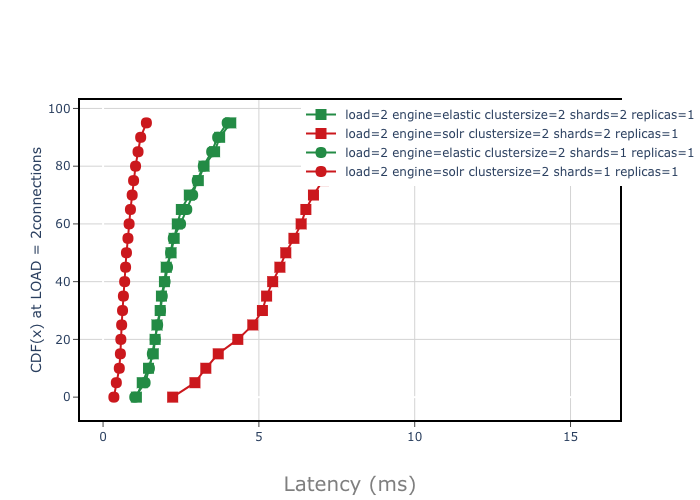 load=2 engine=elastic clustersize=2 shards=2 replicas=1
load=2 engine=solr clustersize=2 shards=2 replicas=1
load=2 engine=elastic clustersize=2 shards=1 replicas=1
load=2 engine=solr clustersize=2 shards=1 replicas=1
CDF(x) at LOAD = 2connections
100
80
60
40
20
0
0 5 10 15
Latency (ms)